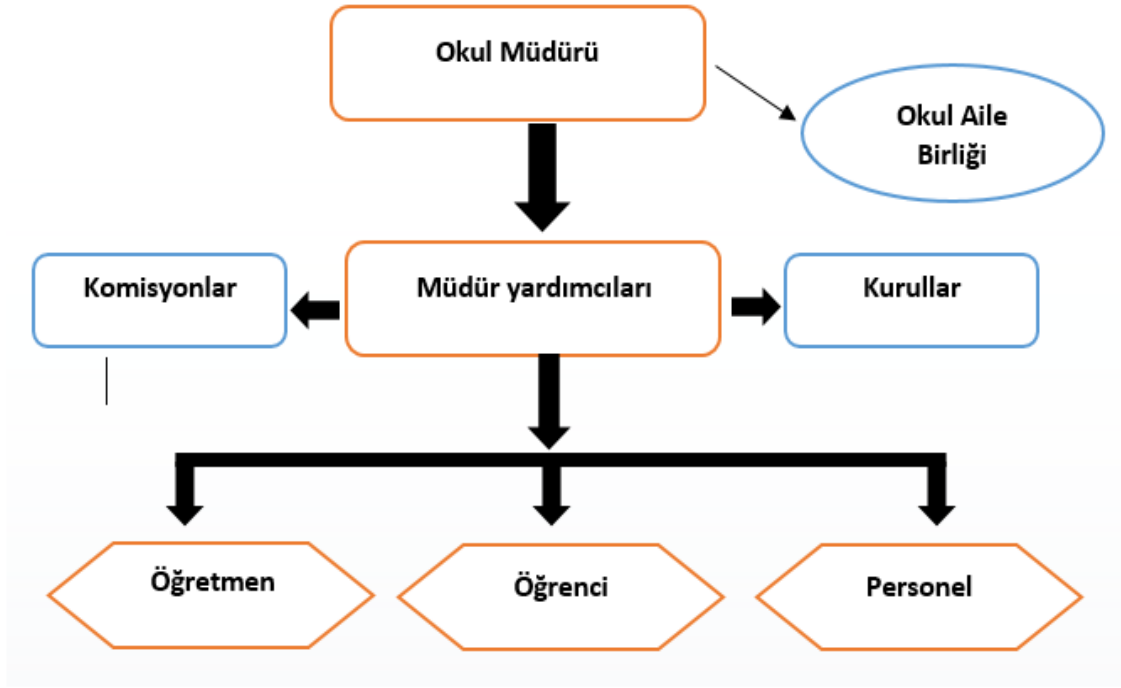 Okul Müdürü
Okul Aile
Birliği
Komisyonlar
Müdür yardımcıları
Kurullar
Öğretmen
Öğrenci
Personel